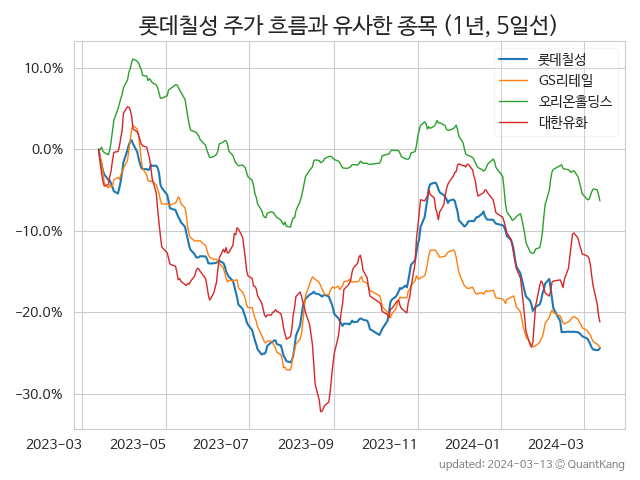 롯데칠성 주가 흐름과 유사한 종목 (1년, 5일선)
롯데칠성
GS리테일
오리온홀딩스
대한유화
10.0%
0.0%
−10.0%
−20.0%
−30.0%
2023-03
2023-05
2023-07
2023-09
2023-11
2024-01
2024-03
updated: 2024-03-13 © QuantKang